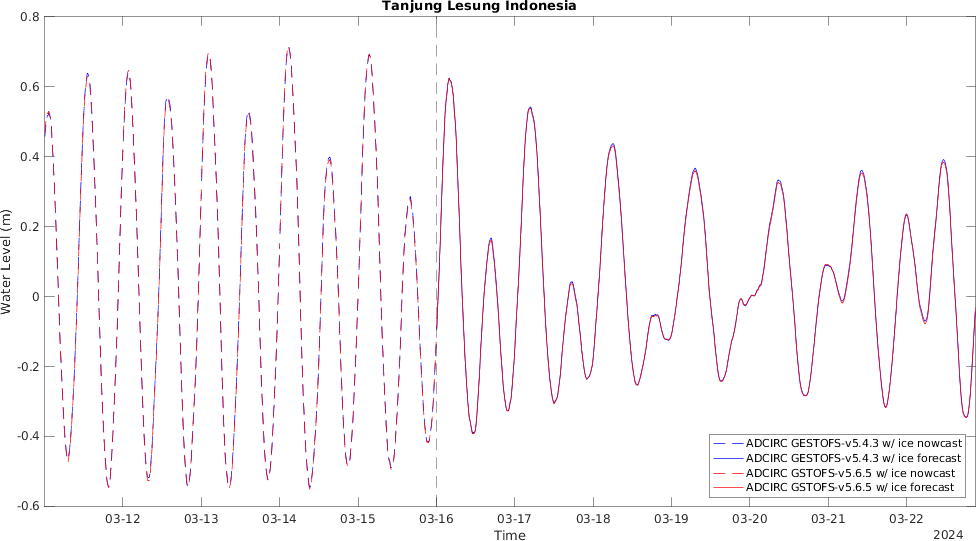 Tanjung Lesung Indonesia
0.8
0.6
0.4
0.2
0
-0.2
-0.4
-0.6
Water Level (m)
ADCIRC GESTOFS-v5.4.3 w/ ice nowcast
ADCIRC GESTOFS-v5.4.3 w/ ice forecast
ADCIRC GSTOFS-v5.6.5 w/ ice nowcast
ADCIRC GSTOFS-v5.6.5 w/ ice forecast
03-12 03-13 03-14 03-15 03-16 03-17 03-18 03-19 03-20 03-21 03-22
Time
2024